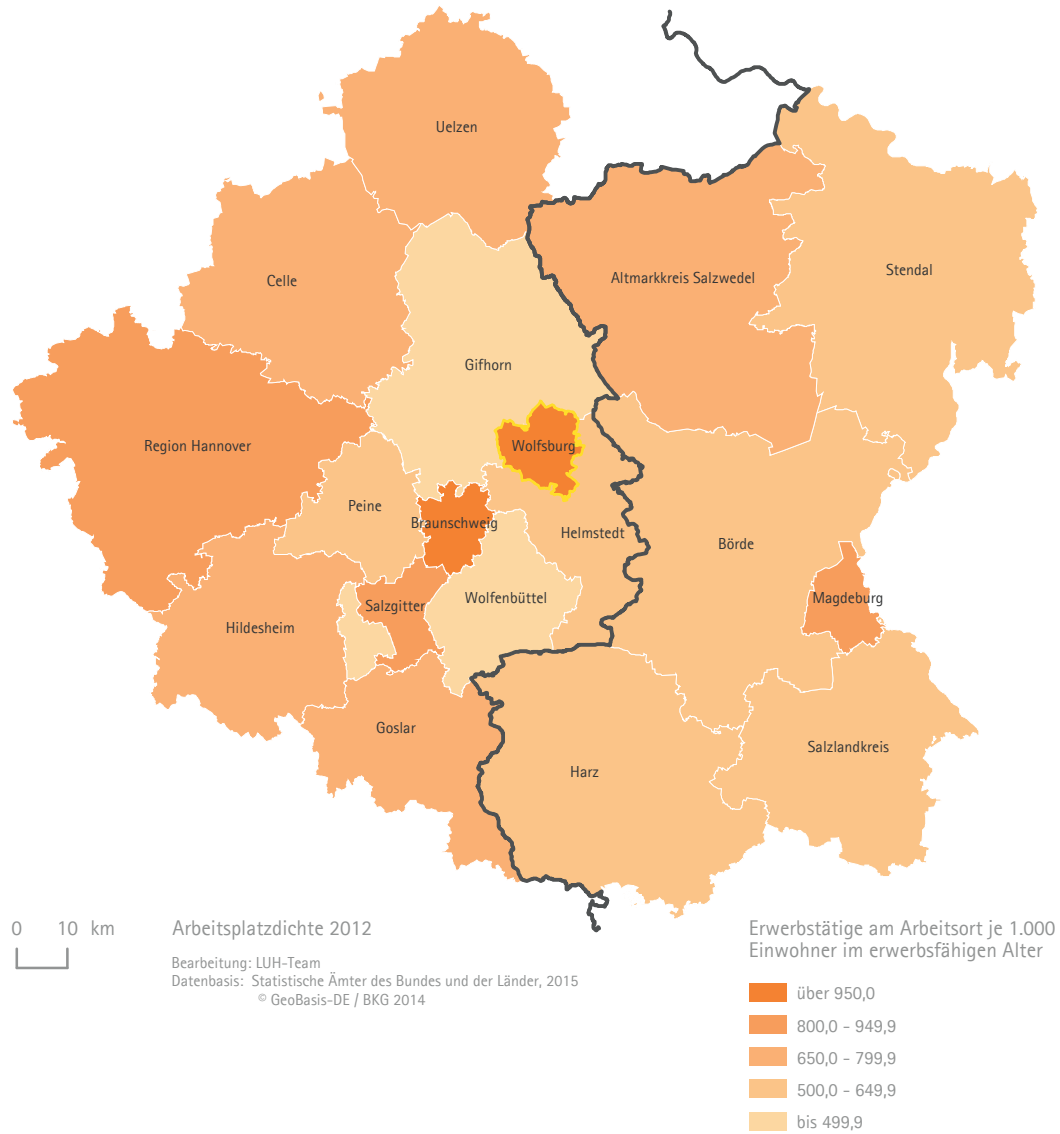 Uelzen
Celle
Altmarkkreis Salzwedel
Stendal
Gifhorn
Region Hannover
Wolfsburg
Peine
Braunschweig
Helmstedt
Börde
Salzgitter
Wolfenbüttel
Magdeburg
Hildesheim
Goslar
Salzlandkreis
Harz
0 10 km
Arbeitsplatzdichte 2012
Bearbeitung: LUH-Team
Datenbasis: Statistische Ämter des Bundes und der Länder, 2015
© GeoBasis-DE / BKG 2014
Erwerbstätige am Arbeitsort je 1.000
Einwohner im erwerbsfähigen Alter
über 950,0
800,0 - 949,9
650,0 - 799,9
500,0 - 649,9
bis 499,9